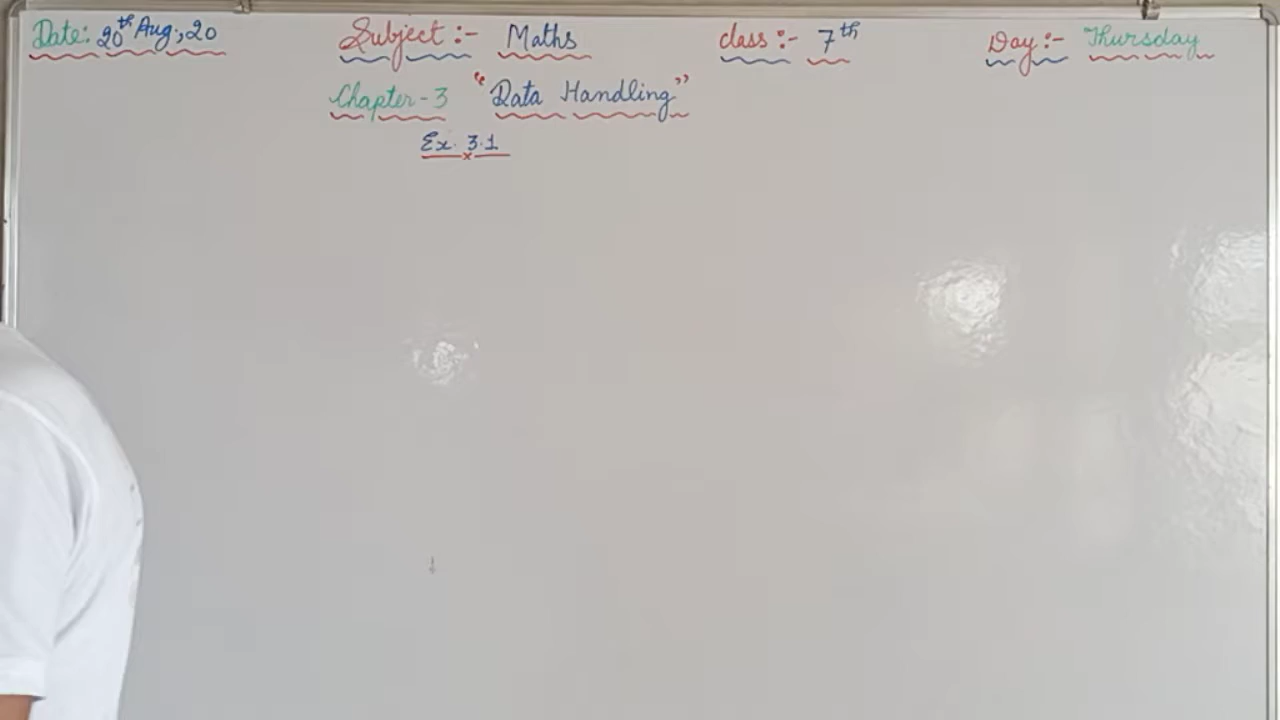 Date: 20th Aug, 20 Subject :- Maths class :- 7th Day :- Thursday
Chapter - 3 "Data Handling"
Ex. 3.1